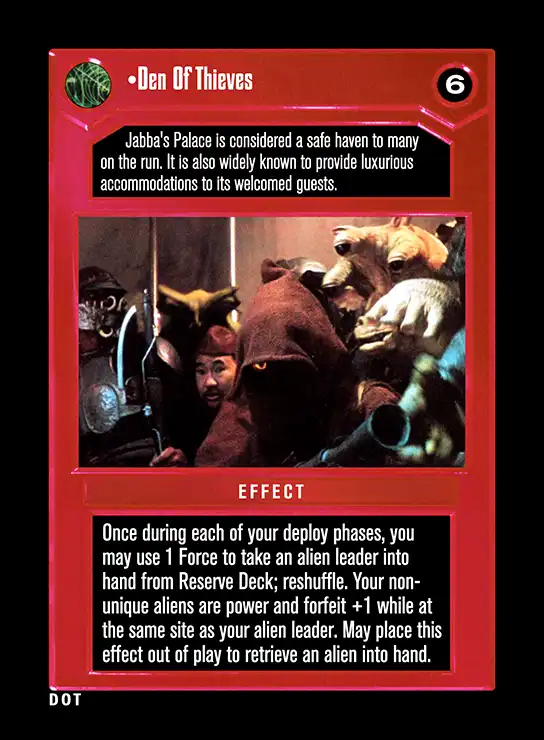 •Den Of Thieves
6
Jabba's Palace is considered a safe haven to many
on the run. It is also widely known to provide luxurious
accommodations to its welcomed guests.
EFFECT
Once during each of your deploy phases, you
may use 1 Force to take an alien leader into
hand from Reserve Deck; reshuffle. Your non-
unique aliens are power and forfeit +1 while at
the same site as your alien leader. May place this
effect out of play to retrieve an alien into hand.
DOT